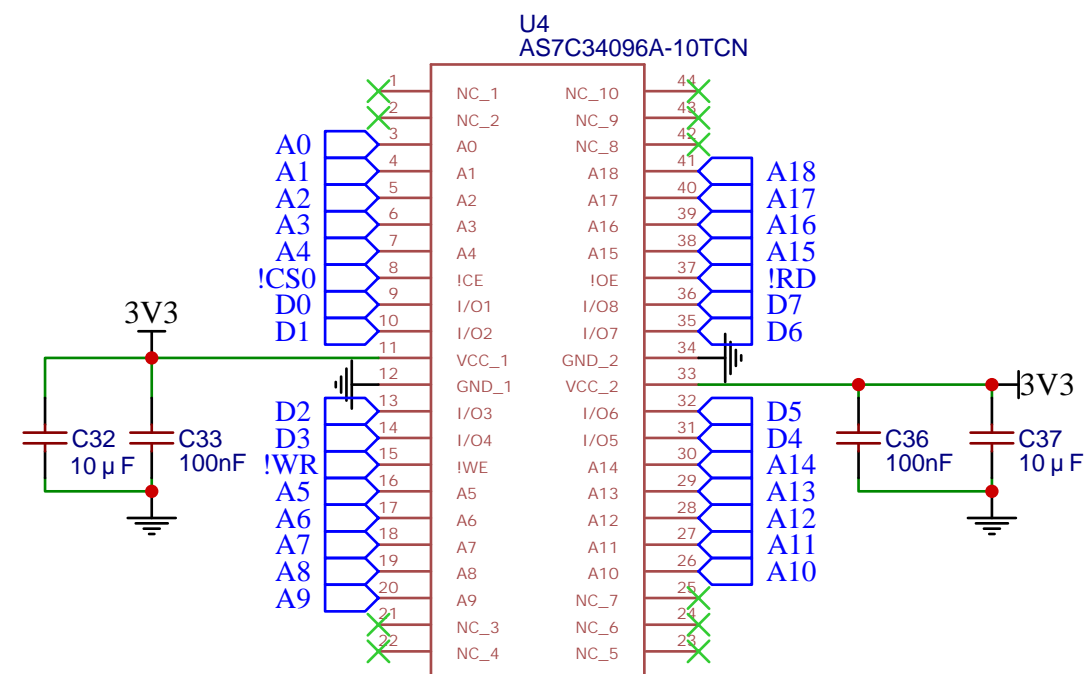 U4
AS7C34096A-10TCN
1 NC_1 NC_10 44
2 NC_2 NC_9 43
A0 3 A0 NC_8 42
A1 4 A1 A18 41 A18
A2 5 A2 A17 40 A17
A3 6 A3 A16 39 A16
A4 7 A4 A15 38 A15
!CS0 8 !CE !OE 37 !RD
D0 9 I/O1 I/O8 36 D7
3V3
D1 10 I/O2 I/O7 35 D6
11 VCC_1 GND_2 34
12 GND_1 VCC_2 33 3V3
D2 13 I/O3 I/O6 32 D5
C32 C33 D3 14 I/O4 I/O5 31 D4 C36 C37
10 µF 100nF !WR 15 !WE A14 30 A14 100nF 10 µF
A5 16 A5 A13 29 A13
A6 17 A6 A12 28 A12
A7 18 A7 A11 27 A11
A8 19 A8 A10 26 A10
A9 20 A9 NC_7 25
21 NC_3 NC_6 24
22 NC_4 NC_5 23